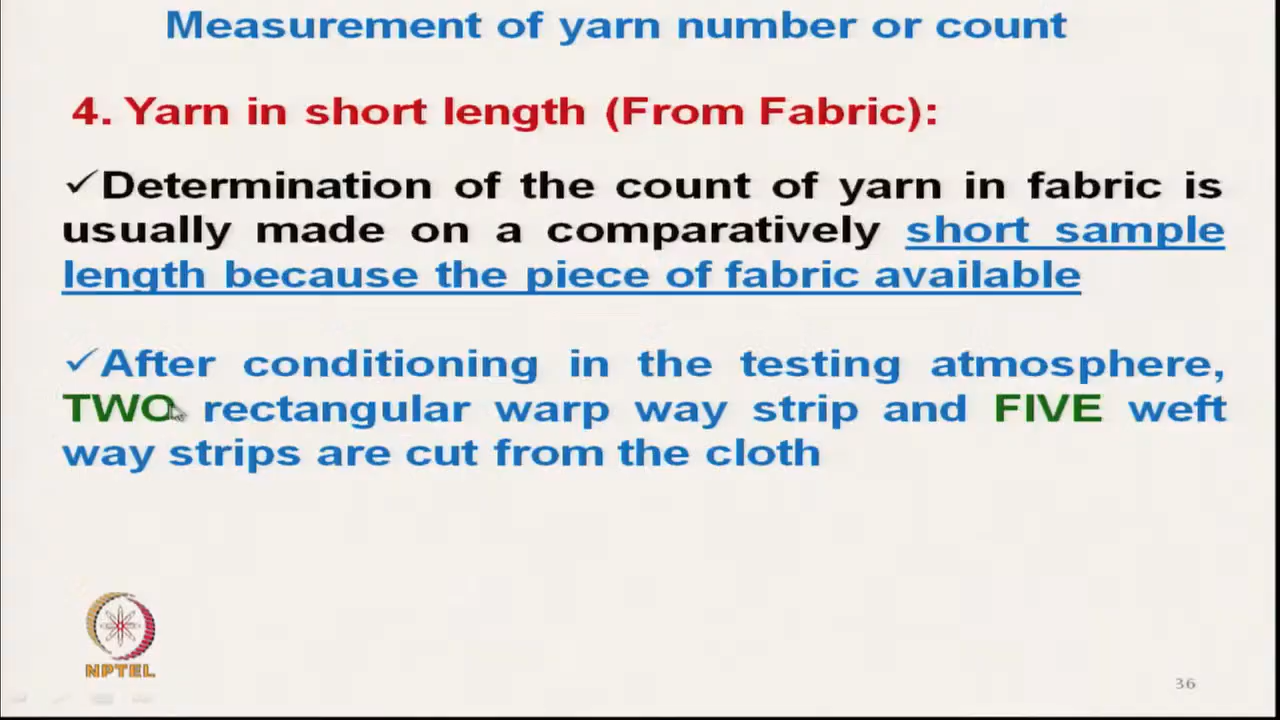 Measurement of yarn number or count
4. Yarn in short length (From Fabric):
✓Determination of the count of yarn in fabric is
usually made on a comparatively short sample
length because the piece of fabric available
✓After conditioning in the testing atmosphere,
TWO rectangular warp way strip and FIVE weft
way strips are cut from the cloth
NPTEL
36